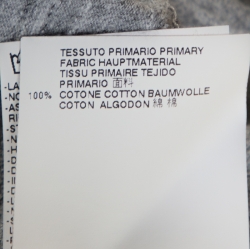 TESSUTO PRIMARIO PRIMARY
FABRIC HAUPTMATERIAL
TISSU PRIMAIRE TEJIDO
PRIMARIO 面料
100% COTONE COTTON BAUMWOLLE
COTON ALGODON 綿 棉